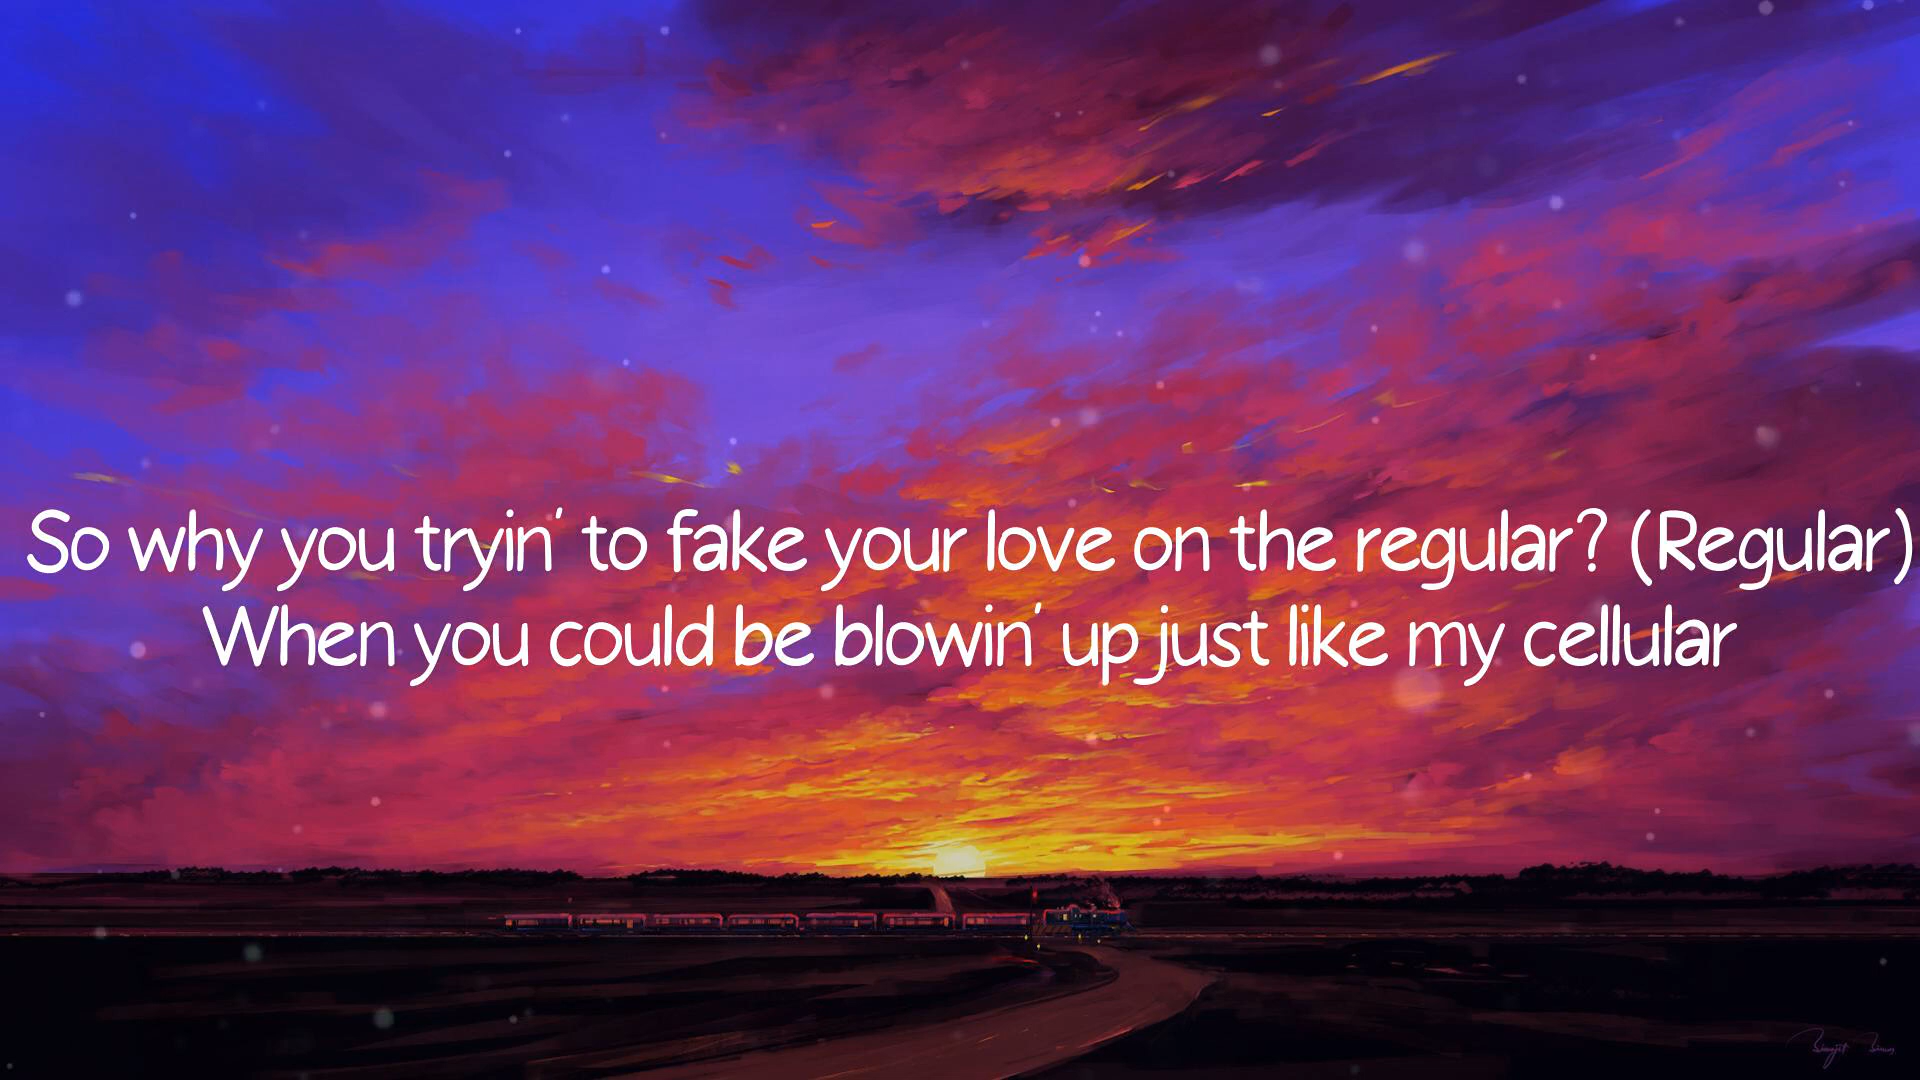 So why you tryin' to fake your love on the regular? (Regular)
When you could be blowin' up just like my cellular